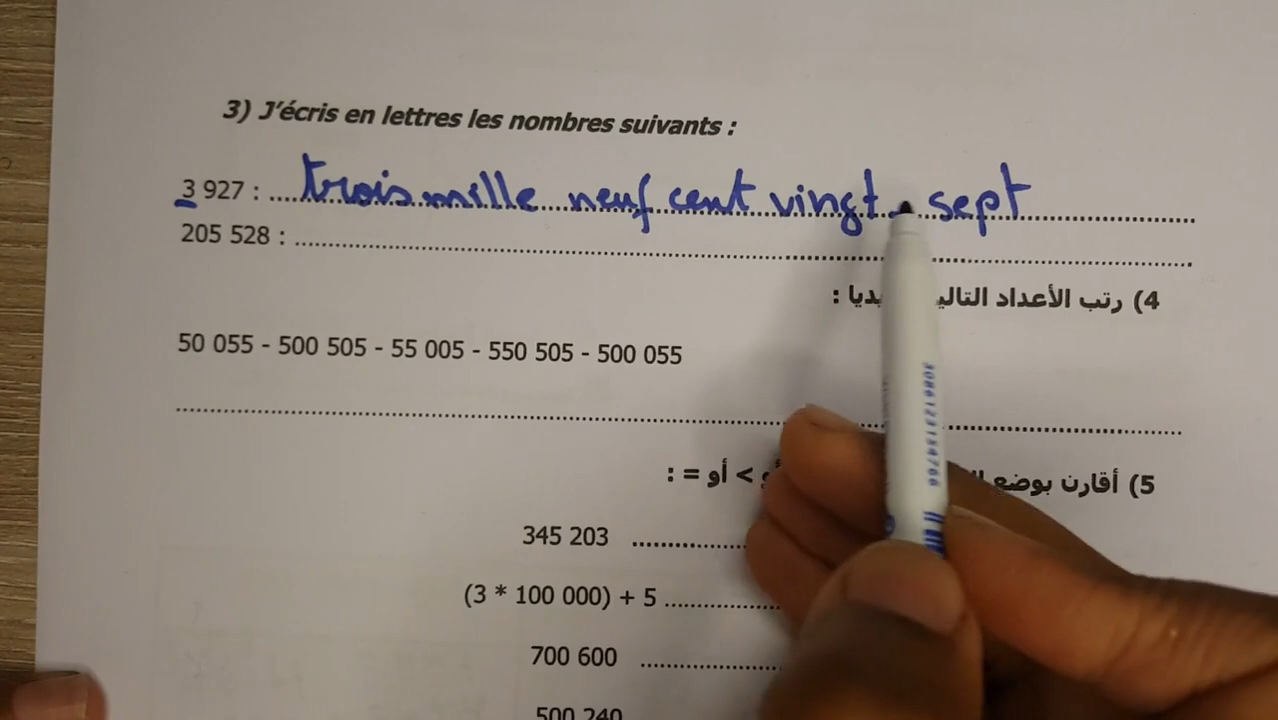 3) J'écris en lettres les nombres suivants :
3 927 : trois mille neuf cent vingt - sept
205 528 :
4) رتب الأعداد :
50 055 - 500 505 - 55 005 - 550 505 - 500 055
5) أقارن بوضع > أو = :
345 203
(3 * 100 000) + 5
700 600
500 240
3086123154766